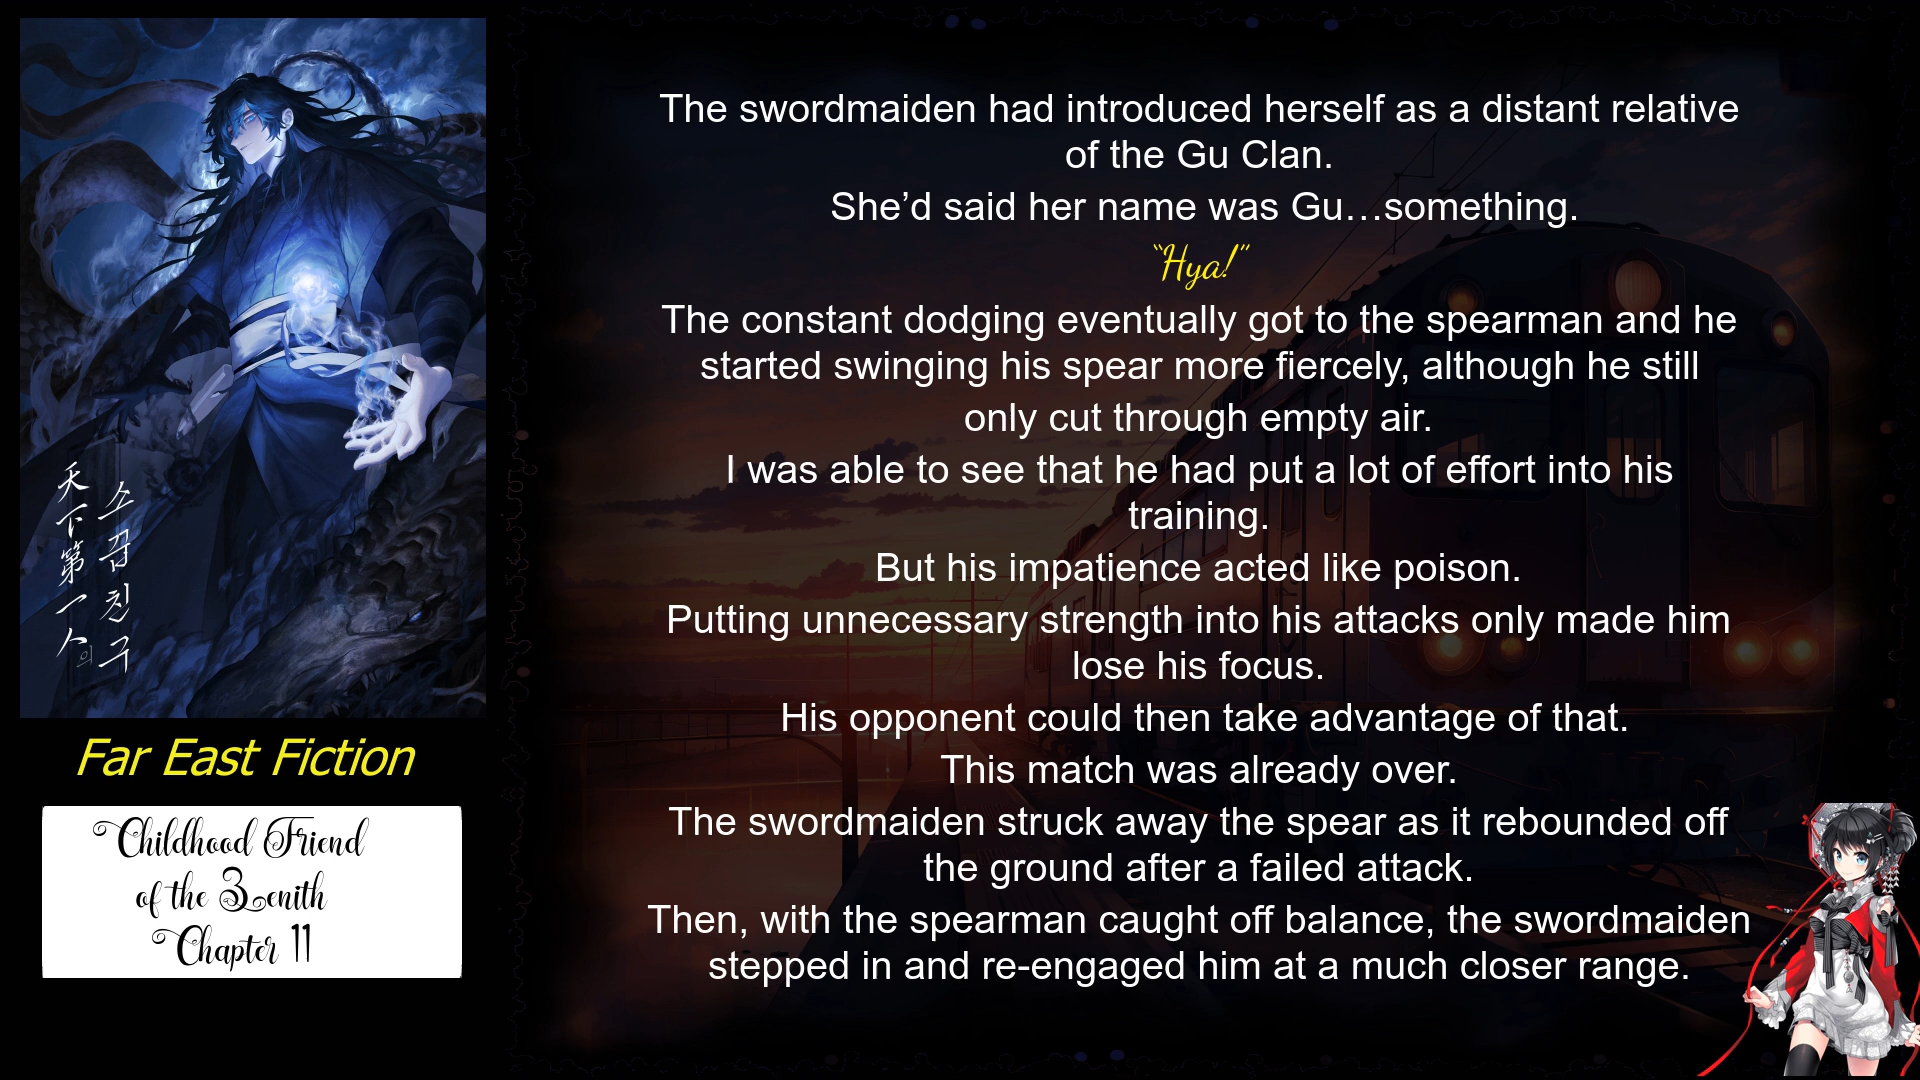 The swordmaiden had introduced herself as a distant relative
of the Gu Clan.
She’d said her name was Gu…something.
“Hya!”
The constant dodging eventually got to the spearman and he
started swinging his spear more fiercely, although he still
only cut through empty air.
I was able to see that he had put a lot of effort into his
training.
But his impatience acted like poison.
Putting unnecessary strength into his attacks only made him
lose his focus.
His opponent could then take advantage of that.
This match was already over.
The swordmaiden struck away the spear as it rebounded off
the ground after a failed attack.
Then, with the spearman caught off balance, the swordmaiden
stepped in and re-engaged him at a much closer range.
天下第一人의
소꿉친구
Far East Fiction
Childhood Friend
of the Zenith
Chapter 11